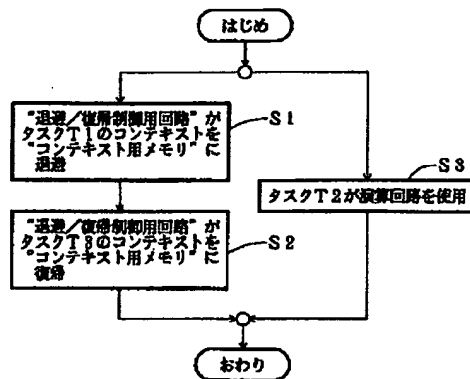 はじめ
"退避／復帰制御用回路"が
タスクT1のコンテキストを
"コンテキスト用メモリ"に
退避
S1
S3
タスクT2が演算回路を使用
"退避／復帰制御用回路"が
タスクT3のコンテキストを
"コンテキスト用メモリ"に
復帰
S2
おわり